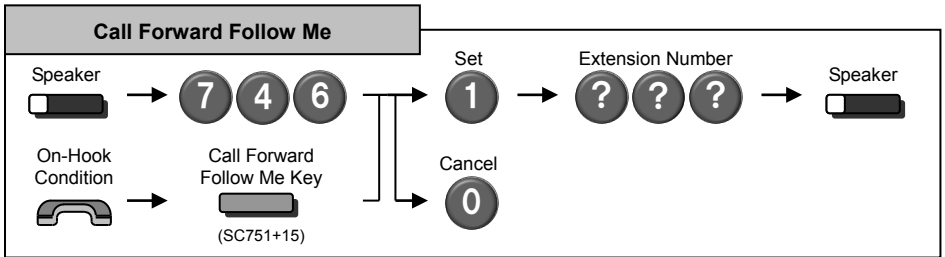 Call Forward Follow Me
Speaker
7 4 6
Set
1
Extension Number
? ? ?
Speaker
On-Hook
Condition
Call Forward
Follow Me Key
(SC751+15)
Cancel
0